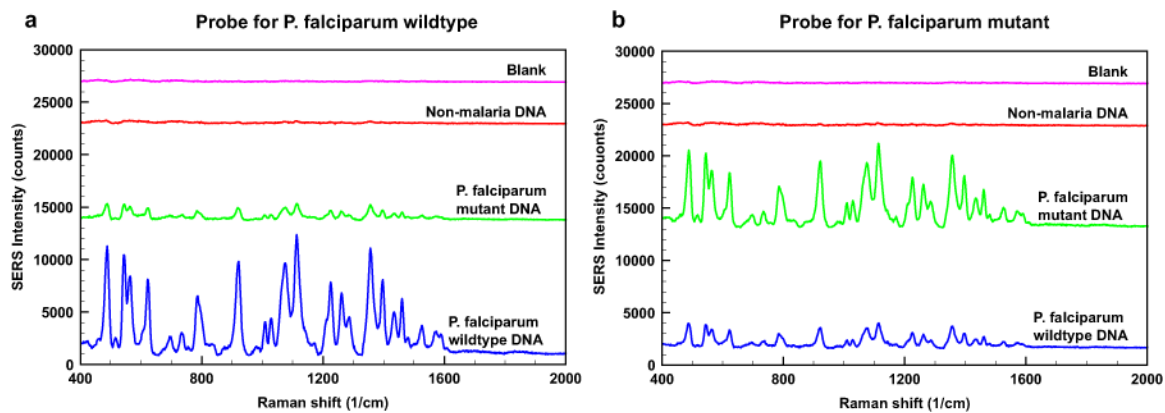 a Probe for P. falciparum wildtype
30000
25000
20000
15000
10000
5000
0
SERS Intensity (counts)
Blank
Non-malaria DNA
P. falciparum
mutant DNA
P. falciparum
wildtype DNA
400 800 1200 1600 2000
Raman shift (1/cm)
b Probe for P. falciparum mutant
30000
25000
20000
15000
10000
5000
0
SERS Intensity (couonts)
Blank
Non-malaria DNA
P. falciparum
mutant DNA
P. falciparum
wildtype DNA
400 800 1200 1600 2000
Raman shift (1/cm)